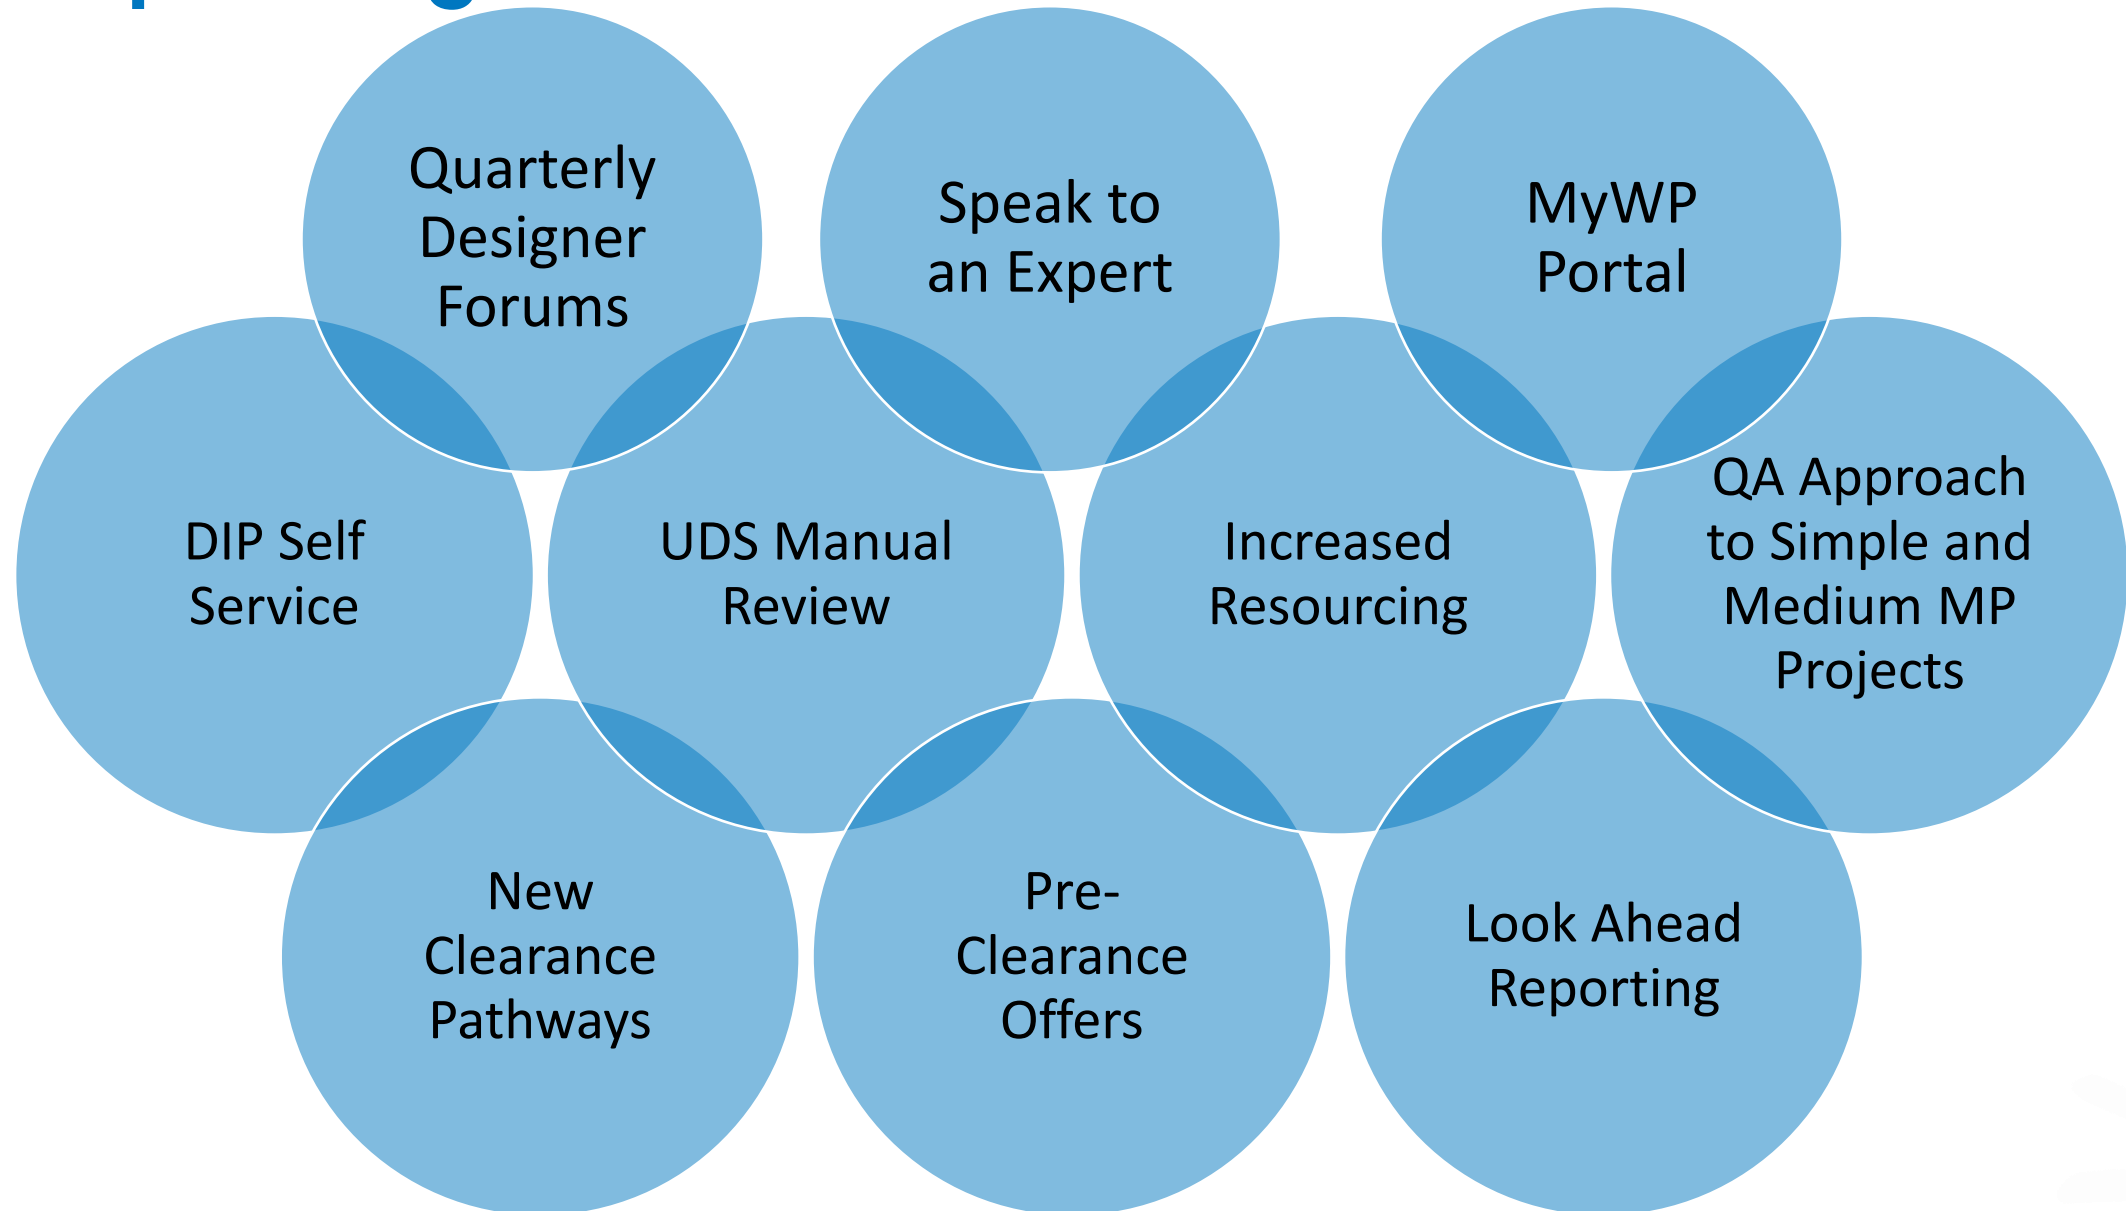 Quarterly
Designer
Forums
Speak to
an Expert
MyWP
Portal
DIP Self
Service
UDS Manual
Review
Increased
Resourcing
QA Approach
to Simple and
Medium MP
Projects
New
Clearance
Pathways
Pre-
Clearance
Offers
Look Ahead
Reporting